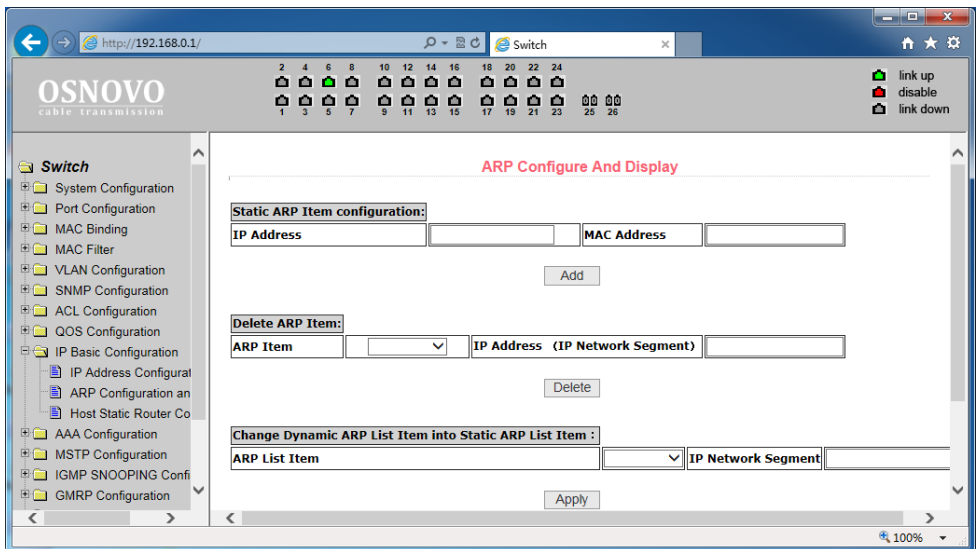 http://192.168.0.1/
Switch
OSNOVO
cable transmission
2 4 6 8 10 12 14 16 18 20 22 24
1 3 5 7 9 11 13 15 17 19 21 23 25 26
link up
disable
link down
Switch
System Configuration
Port Configuration
MAC Binding
MAC Filter
VLAN Configuration
SNMP Configuration
ACL Configuration
QOS Configuration
IP Basic Configuration
IP Address Configurat
ARP Configuration an
Host Static Router Co
AAA Configuration
MSTP Configuration
IGMP SNOOPING Confi
GMRP Configuration
ARP Configure And Display
Static ARP Item configuration:
IP Address MAC Address
Add
Delete ARP Item:
ARP Item IP Address (IP Network Segment)
Delete
Change Dynamic ARP List Item into Static ARP List Item :
ARP List Item IP Network Segment
Apply
100%